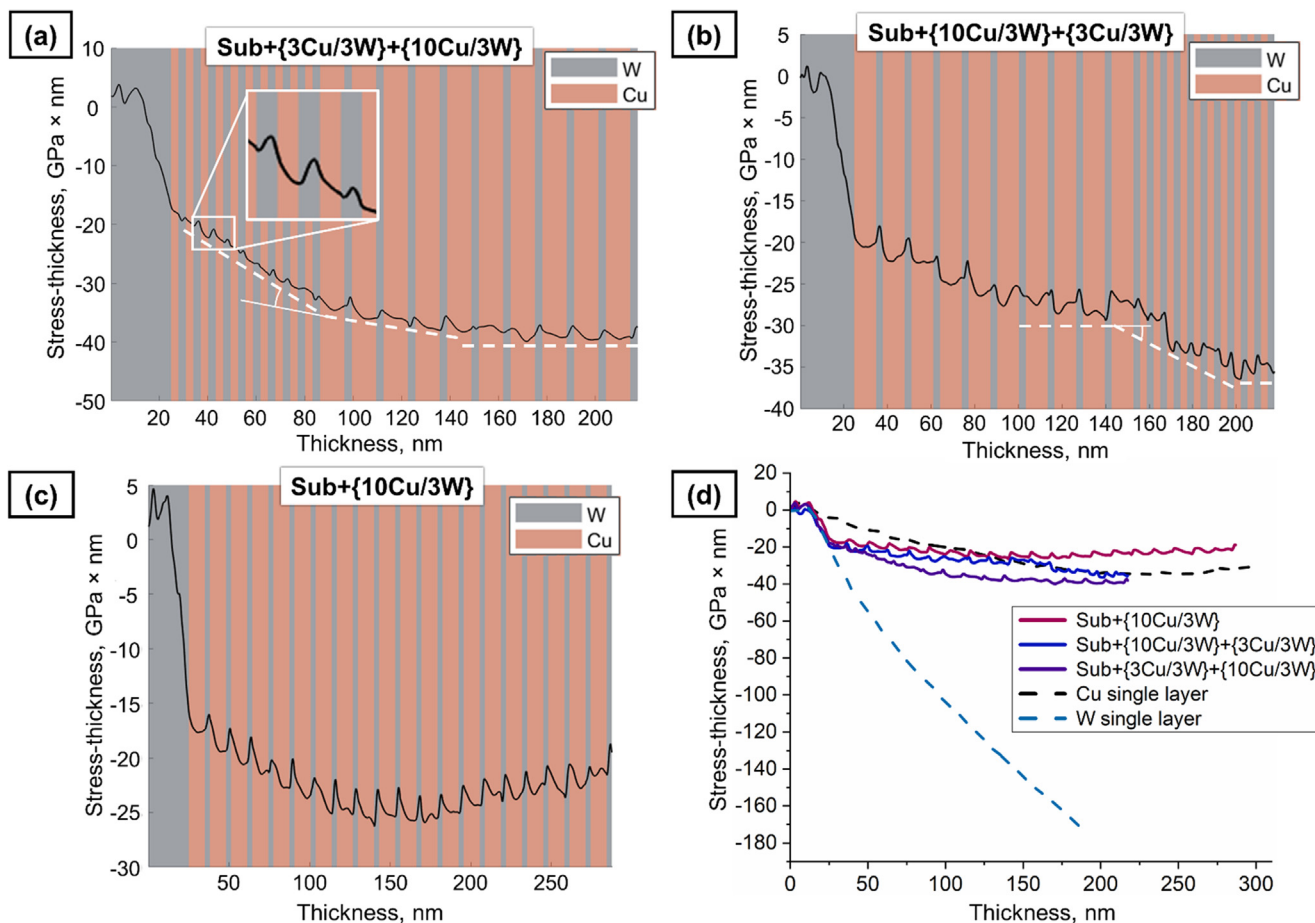 (a)
Sub+{3Cu/3W}+{10Cu/3W}
W
Cu
10
0
-10
-20
-30
-40
-50
Stress-thickness, GPa × nm
20 40 60 80 100 120 140 160 180 200
Thickness, nm
(b)
Sub+{10Cu/3W}+{3Cu/3W}
W
Cu
5
0
-5
-10
-15
-20
-25
-30
-35
-40
Stress-thickness, GPa × nm
20 40 60 80 100 120 140 160 180 200
Thickness, nm
(c)
Sub+{10Cu/3W}
W
Cu
5
0
-5
-10
-15
-20
-25
-30
Stress-thickness, GPa × nm
50 100 150 200 250
Thickness, nm
(d)
20
0
-20
-40
-60
-80
-100
-120
-140
-160
-180
Stress-thickness, GPa × nm
Sub+{10Cu/3W}
Sub+{10Cu/3W}+{3Cu/3W}
Sub+{3Cu/3W}+{10Cu/3W}
Cu single layer
W single layer
0 50 100 150 200 250 300
Thickness, nm